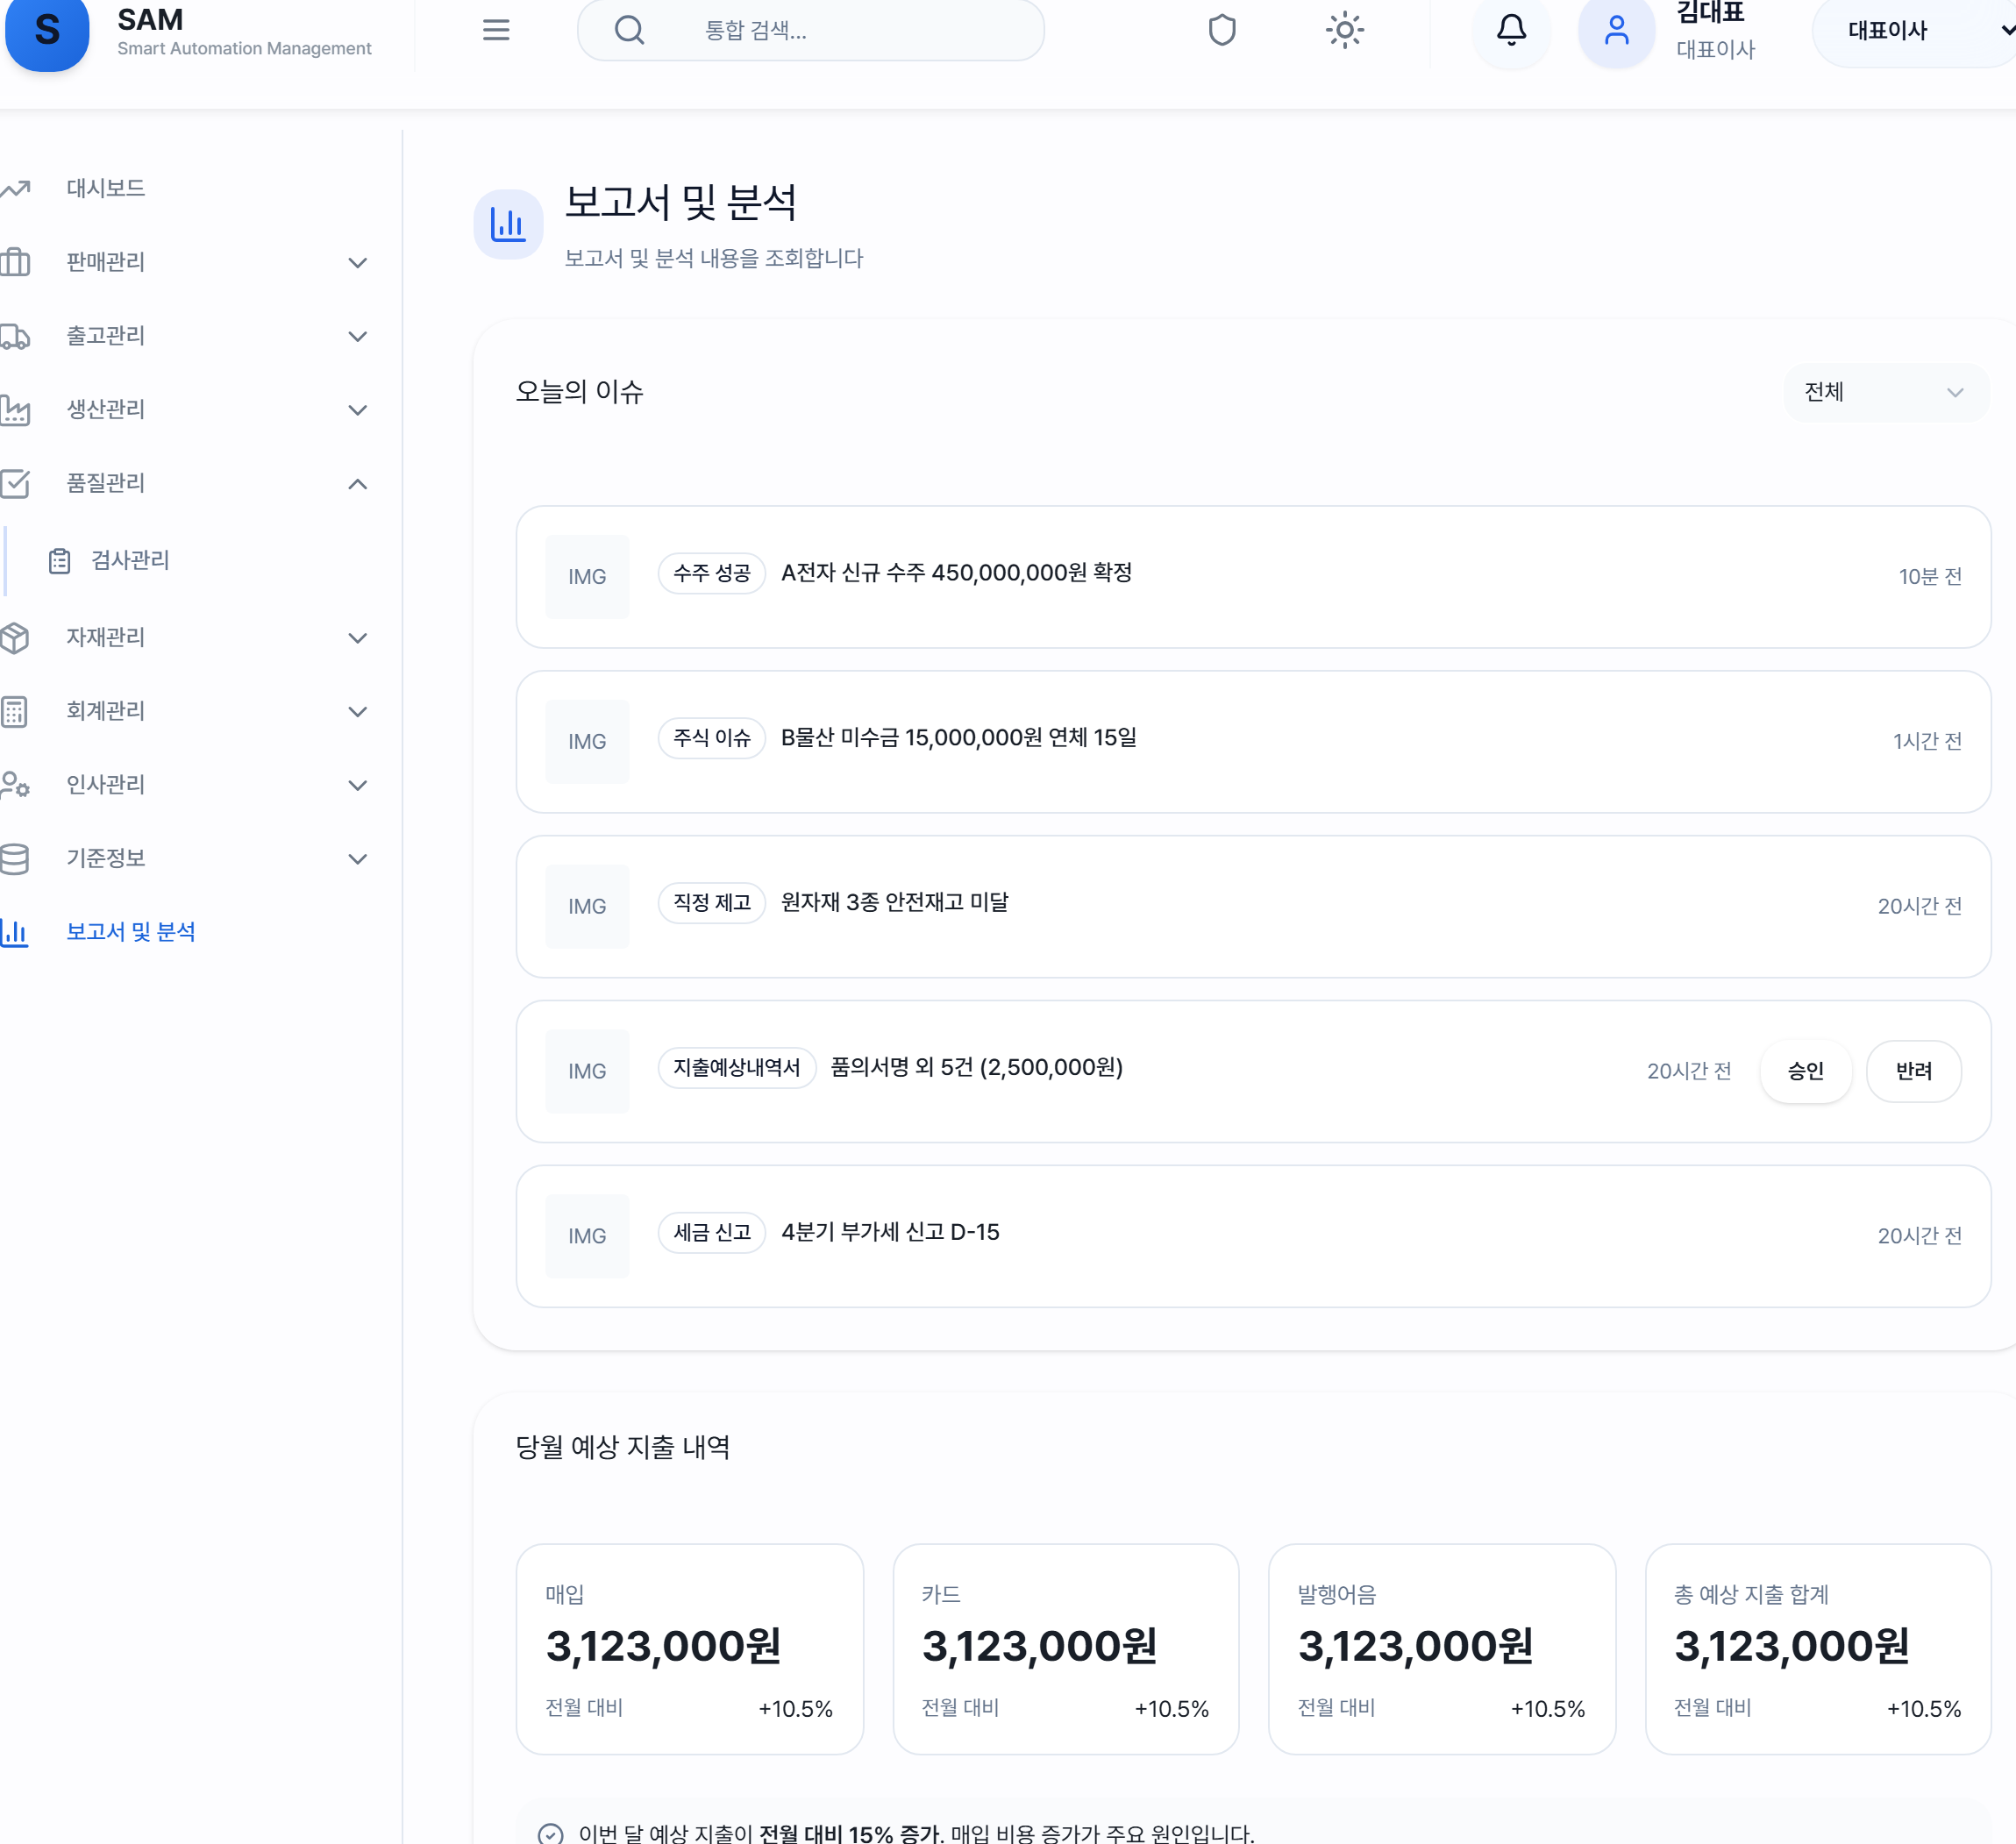 S
SAM
Smart Automation Management
통합 검색...
김대표
대표이사
대표이사
대시보드
판매관리
출고관리
생산관리
품질관리
검사관리
자재관리
회계관리
인사관리
기준정보
보고서 및 분석
보고서 및 분석
보고서 및 분석 내용을 조회합니다
오늘의 이슈
전체
IMG
수주 성공
A전자 신규 수주 450,000,000원 확정
10분 전
IMG
주식 이슈
B물산 미수금 15,000,000원 연체 15일
1시간 전
IMG
직정 제고
원자재 3종 안전재고 미달
20시간 전
IMG
지출예상내역서
품의서명 외 5건 (2,500,000원)
20시간 전
승인
반려
IMG
세금 신고
4분기 부가세 신고 D-15
20시간 전
당월 예상 지출 내역
매입
3,123,000원
전월 대비
+10.5%
카드
3,123,000원
전월 대비
+10.5%
발행어음
3,123,000원
전월 대비
+10.5%
총 예상 지출 합계
3,123,000원
전월 대비
+10.5%
이번 달 예상 지출이 전월 대비 15% 증가. 매입 비용 증가가 주요 원인입니다.